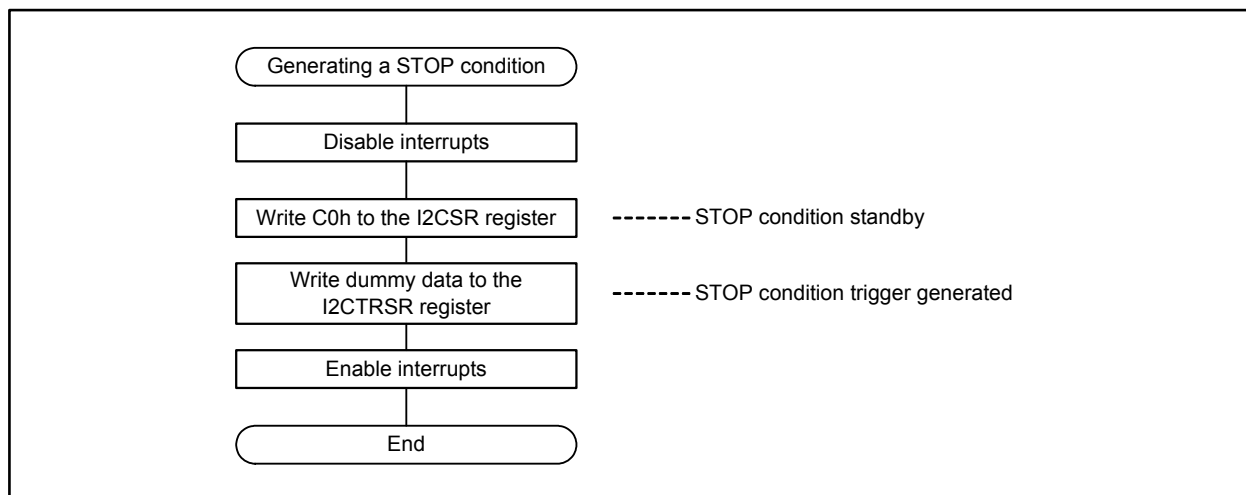 Generating a STOP condition
Disable interrupts
Write C0h to the I2CSR register
STOP condition standby
Write dummy data to the
I2CTRSR register
STOP condition trigger generated
Enable interrupts
End